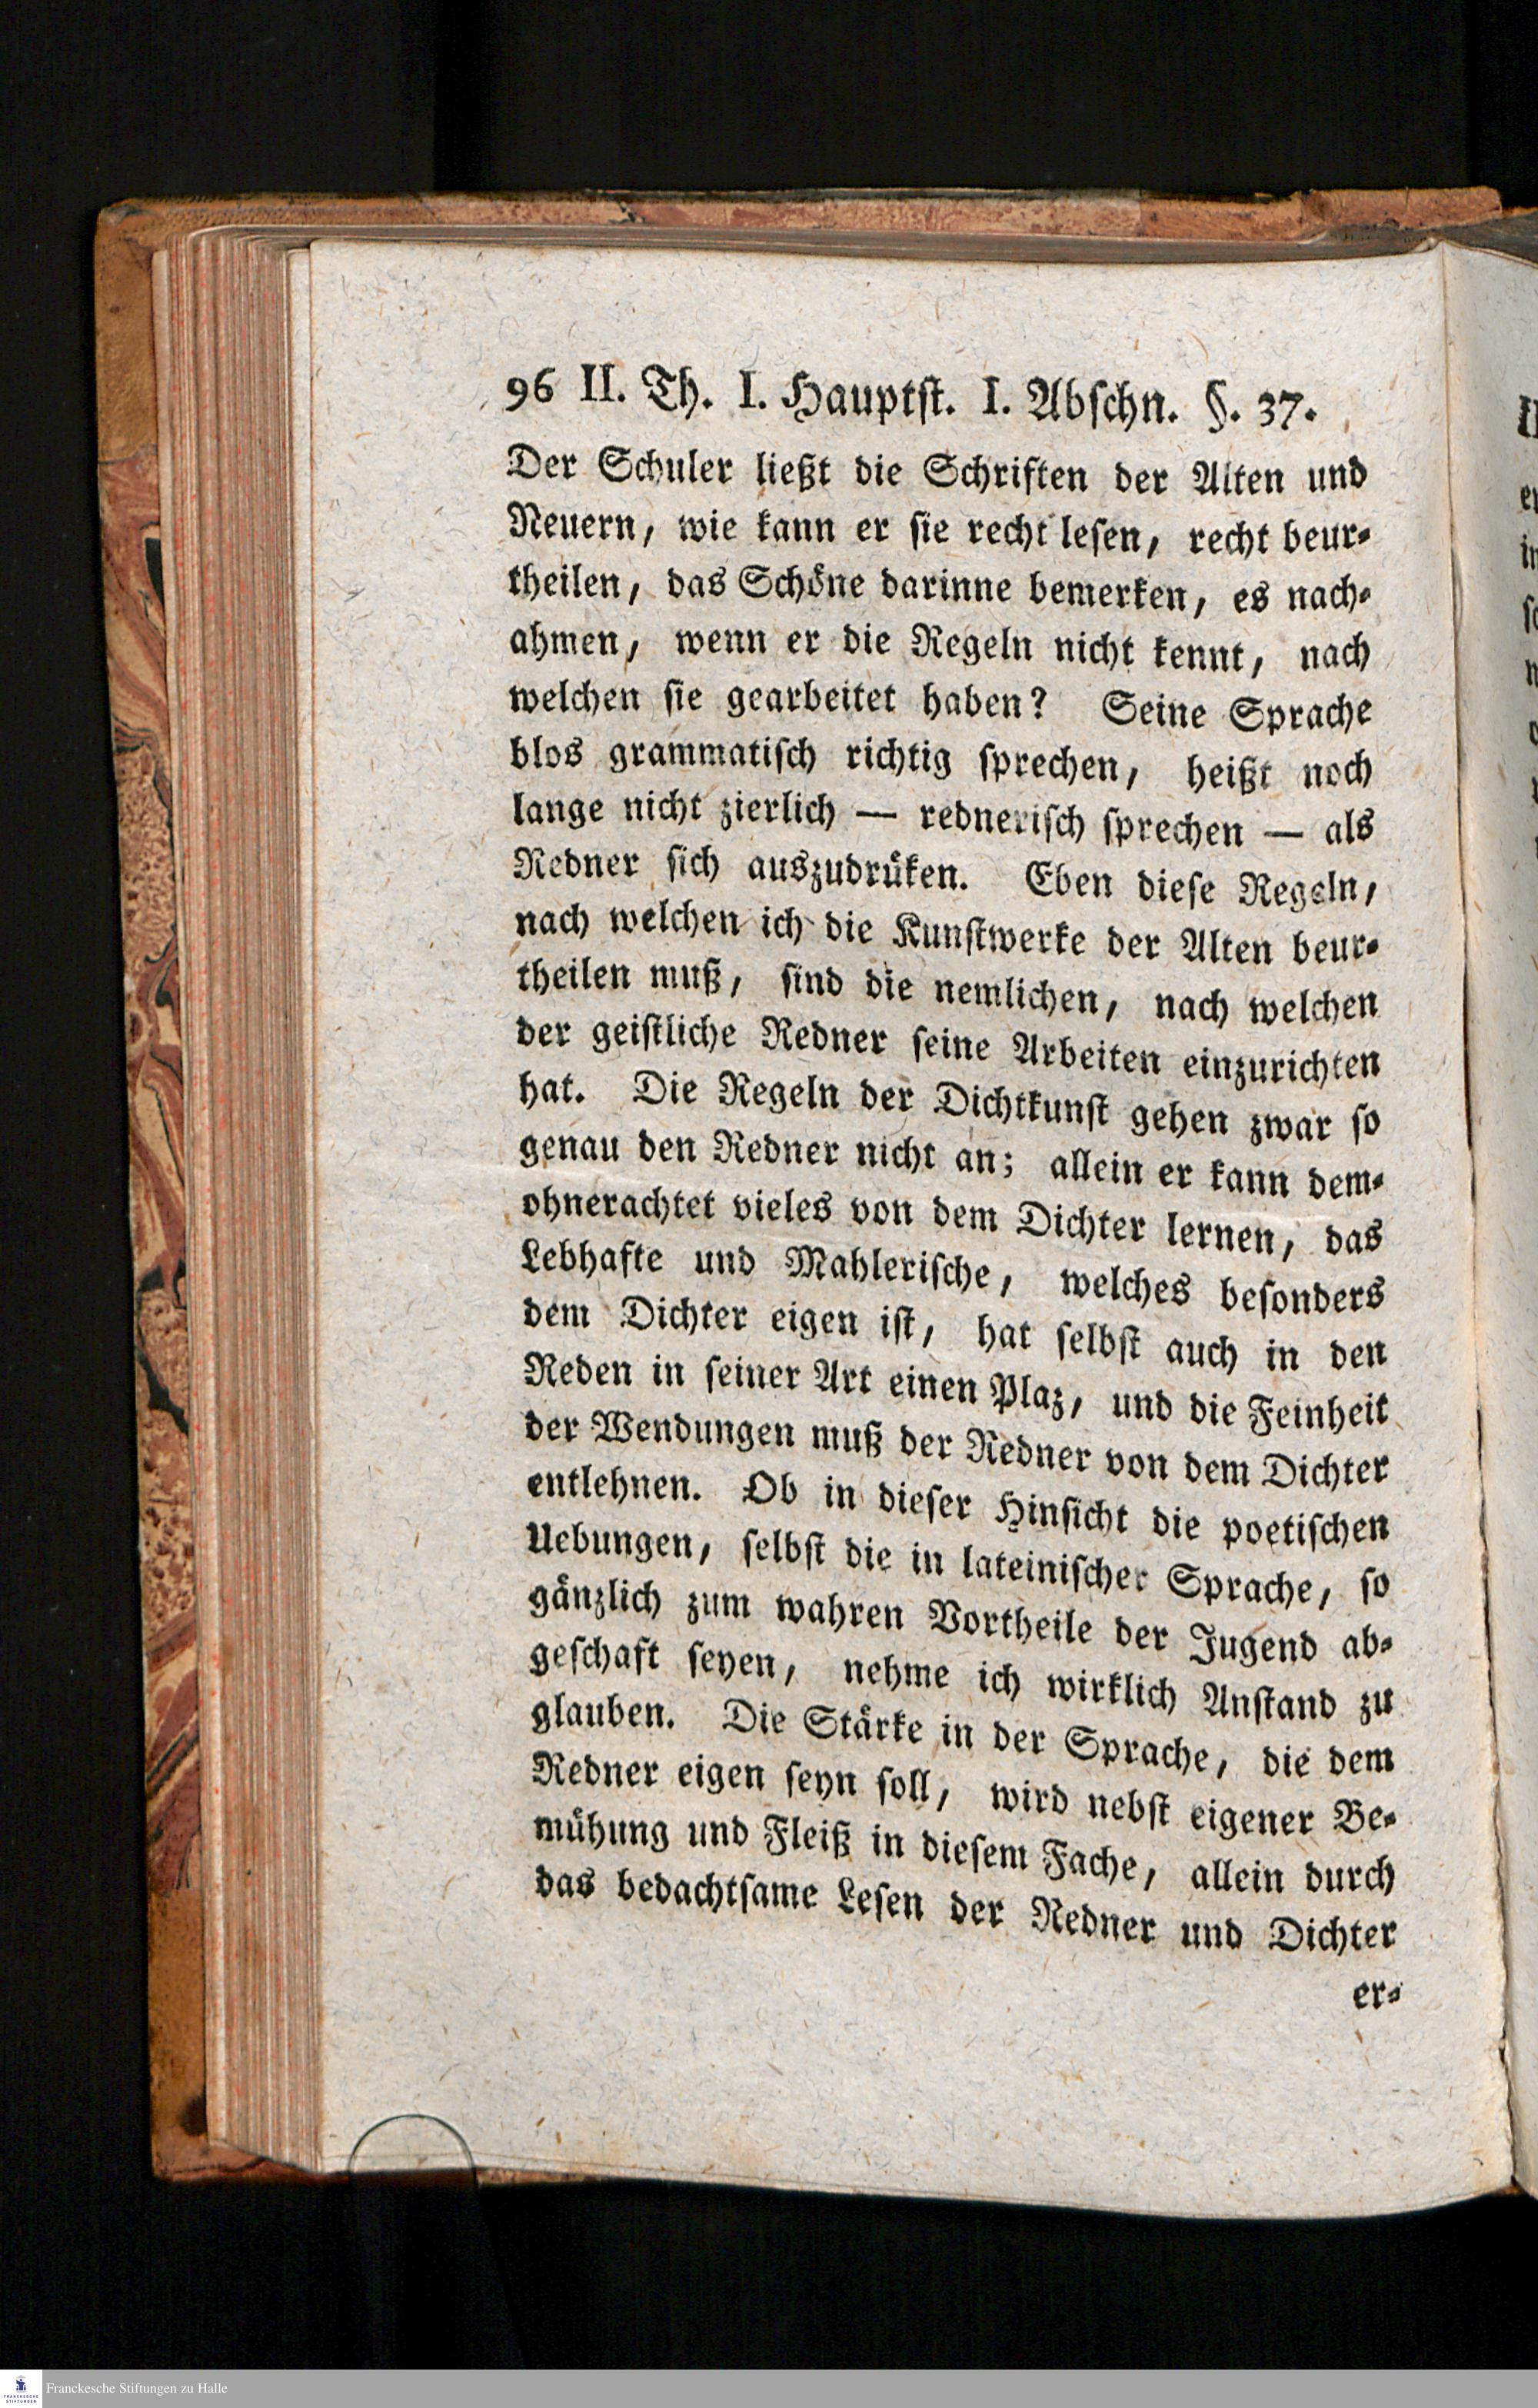 96 II. Th. I. Hauptst. I. Abschn. §. 37.
Der Schuler ließt die Schriften der Alten und
Neuern, wie kann er sie recht lesen, recht beur-
theilen, das Schöne darinne bemerken, es nach-
ahmen, wenn er die Regeln nicht kennt, nach
welchen sie gearbeitet haben? Seine Sprache
blos grammatisch richtig sprechen, heißt noch
lange nicht zierlich — rednerisch sprechen — als
Redner sich auszudrüken. Eben diese Regeln,
nach welchen ich die Kunstwerke der Alten beur-
theilen muß, sind die nemlichen, nach welchen
der geistliche Redner seine Arbeiten einzurichten
hat. Die Regeln der Dichtkunst gehen zwar so
genau den Redner nicht an; allein er kann dem-
ohnerachtet vieles von dem Dichter lernen, das
Lebhafte und Mahlerische, welches besonders
dem Dichter eigen ist, hat selbst auch in den
Reden in seiner Art einen Plaz, und die Feinheit
der Wendungen muß der Redner von dem Dichter
entlehnen. Ob in dieser Hinsicht die poetischen
Uebungen, selbst die in lateinischer Sprache, so
gänzlich zum wahren Vortheile der Jugend ab-
geschaft seyen, nehme ich wirklich Anstand zu
glauben. Die Stärke in der Sprache, die dem
Redner eigen seyn soll, wird nebst eigener Be-
mühung und Fleiß in diesem Fache, allein durch
das bedachtsame Lesen der Redner und Dichter
er-
Franckesche Stiftungen zu Halle